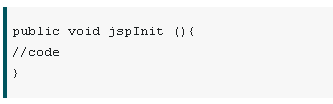 public void jspInit (){
//code
}